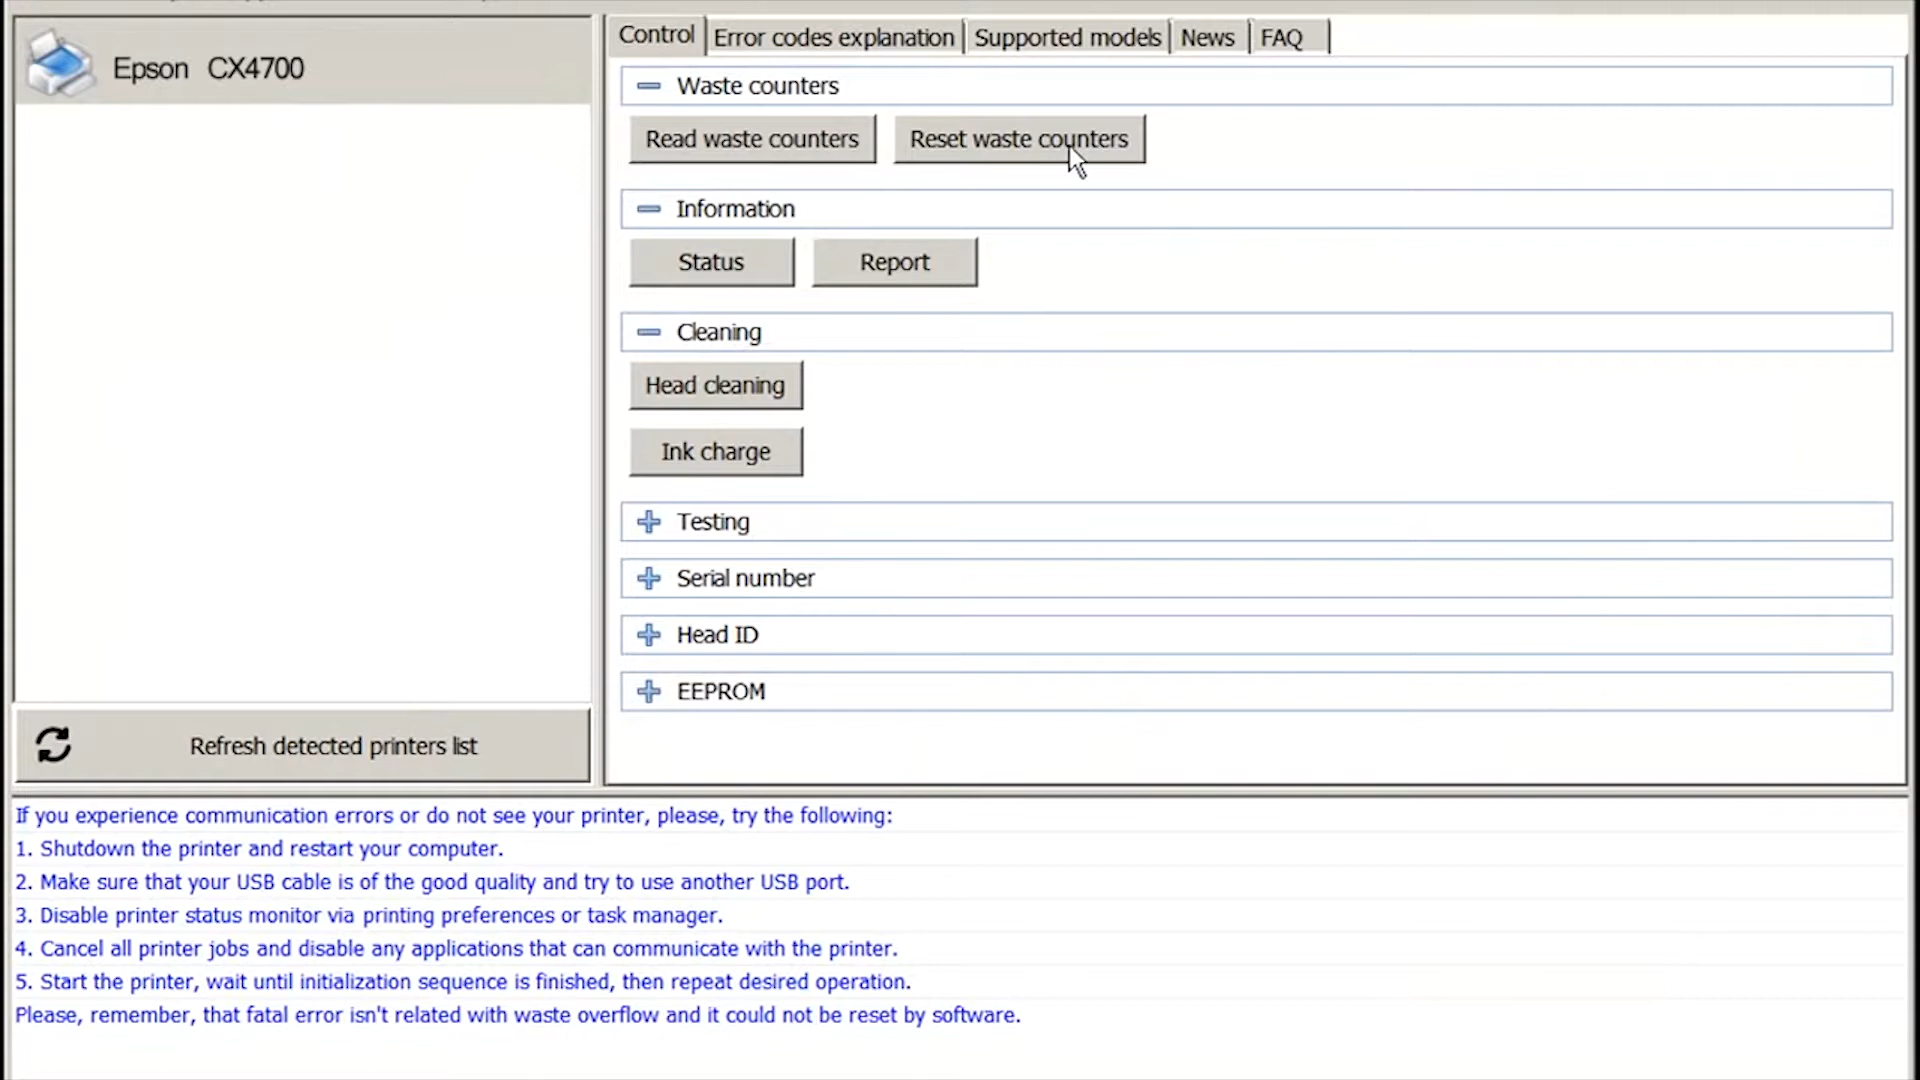 Epson CX4700
Control
Error codes explanation
Supported models
News
FAQ
Waste counters
Read waste counters
Reset waste counters
Information
Status
Report
Cleaning
Head cleaning
Ink charge
Testing
Serial number
Head ID
EEPROM
Refresh detected printers list
If you experience communication errors or do not see your printer, please, try the following:
1. Shutdown the printer and restart your computer.
2. Make sure that your USB cable is of the good quality and try to use another USB port.
3. Disable printer status monitor via printing preferences or task manager.
4. Cancel all printer jobs and disable any applications that can communicate with the printer.
5. Start the printer, wait until initialization sequence is finished, then repeat desired operation.
Please, remember, that fatal error isn't related with waste overflow and it could not be reset by software.